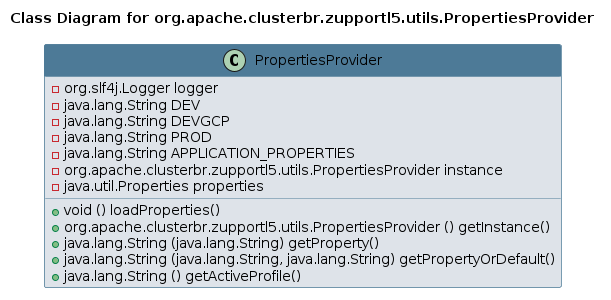 Class Diagram for org.apache.clusterbr.zupportl5.utils.PropertiesProvider
C PropertiesProvider
org.slf4j.Logger logger
java.lang.String DEV
java.lang.String DEVGCP
java.lang.String PROD
java.lang.String APPLICATION_PROPERTIES
org.apache.clusterbr.zupportl5.utils.PropertiesProvider instance
java.util.Properties properties
void () loadProperties()
org.apache.clusterbr.zupportl5.utils.PropertiesProvider () getInstance()
java.lang.String (java.lang.String) getProperty()
java.lang.String (java.lang.String, java.lang.String) getPropertyOrDefault()
java.lang.String () getActiveProfile()